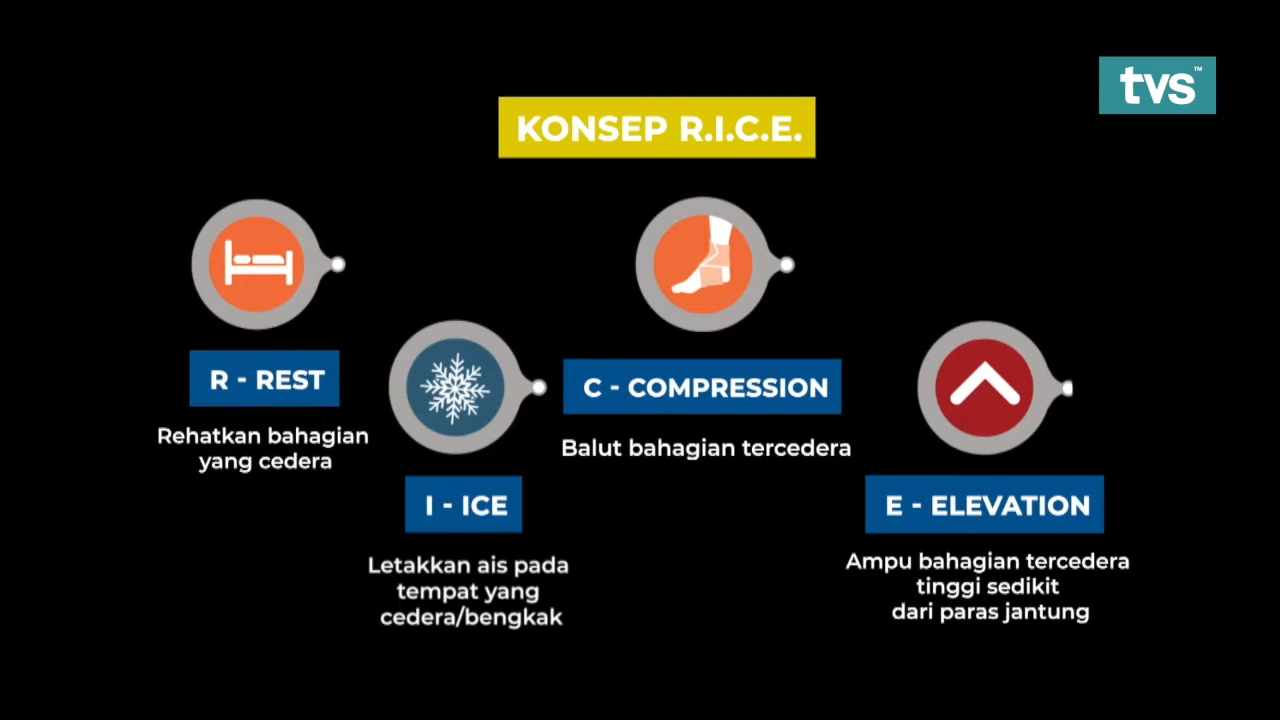 tvs™
KONSEP R.I.C.E.
R - REST
Rehatkan bahagian
yang cedera
I - ICE
Letakkan ais pada
tempat yang
cedera/bengkak
C - COMPRESSION
Balut bahagian tercedera
E - ELEVATION
Ampu bahagian tercedera
tinggi sedikit
dari paras jantung